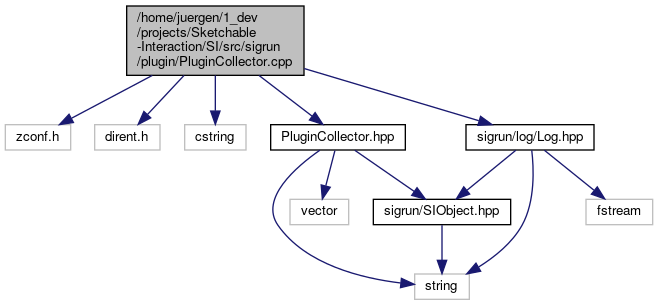 /home/juergen/1_dev
/projects/Sketchable
-Interaction/SI/src/sigrun
/plugin/PluginCollector.cpp
zconf.h
dirent.h
cstring
PluginCollector.hpp
sigrun/log/Log.hpp
vector
sigrun/SIObject.hpp
fstream
string